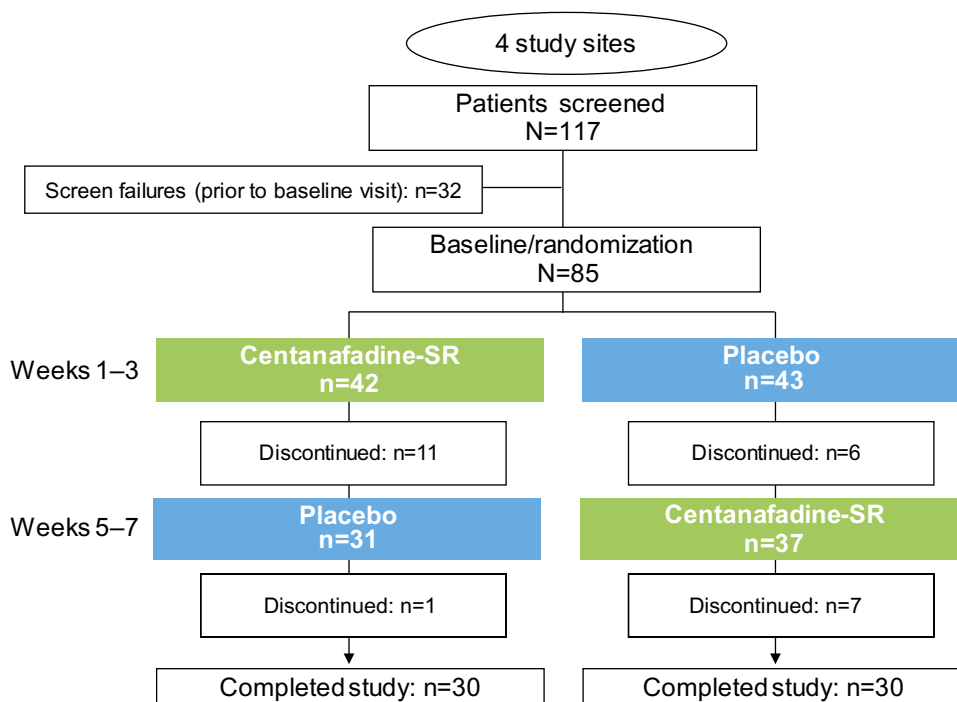 4 study sites
Patients screened
N=117
Screen failures (prior to baseline visit): n=32
Baseline/randomization
N=85
Weeks 1–3
Centanafadine-SR
n=42
Placebo
n=43
Discontinued: n=11
Discontinued: n=6
Weeks 5–7
Placebo
n=31
Centanafadine-SR
n=37
Discontinued: n=1
Discontinued: n=7
Completed study: n=30
Completed study: n=30